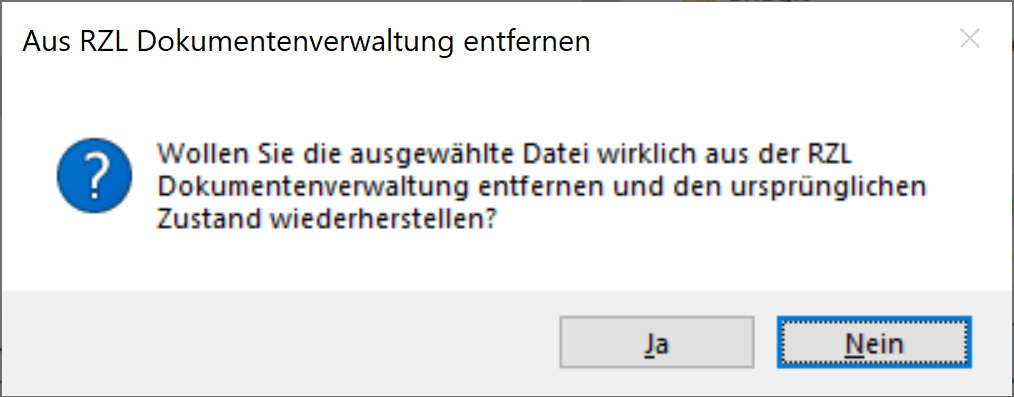 Aus RZL Dokumentenverwaltung entfernen
Wollen Sie die ausgewählte Datei wirklich aus der RZL
Dokumentenverwaltung entfernen und den ursprünglichen
Zustand wiederherstellen?
Ja
Nein